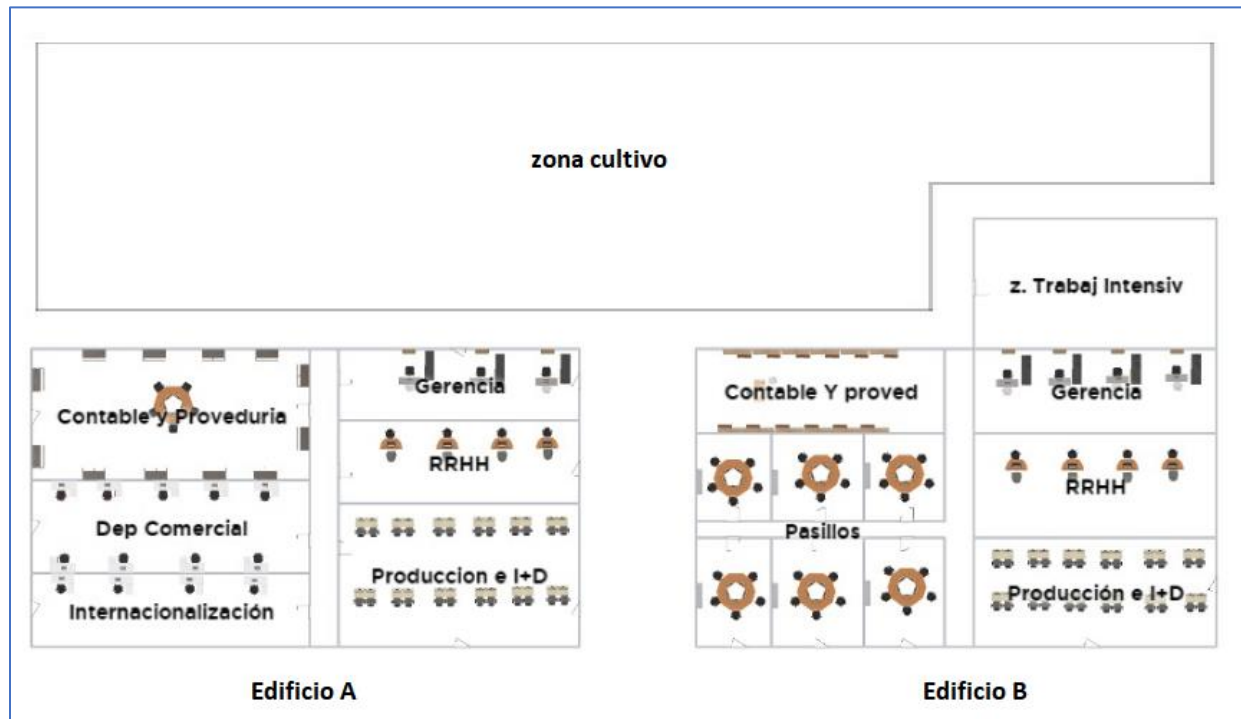 zona cultivo
z. Trabaj Intensiv
Contable y Proveduria
Gerencia
RRHH
Dep Comercial
Produccion e I+D
Internacionalización
Edificio A
Contable Y proved
Gerencia
RRHH
Pasillos
Producción e I+D
Edificio B